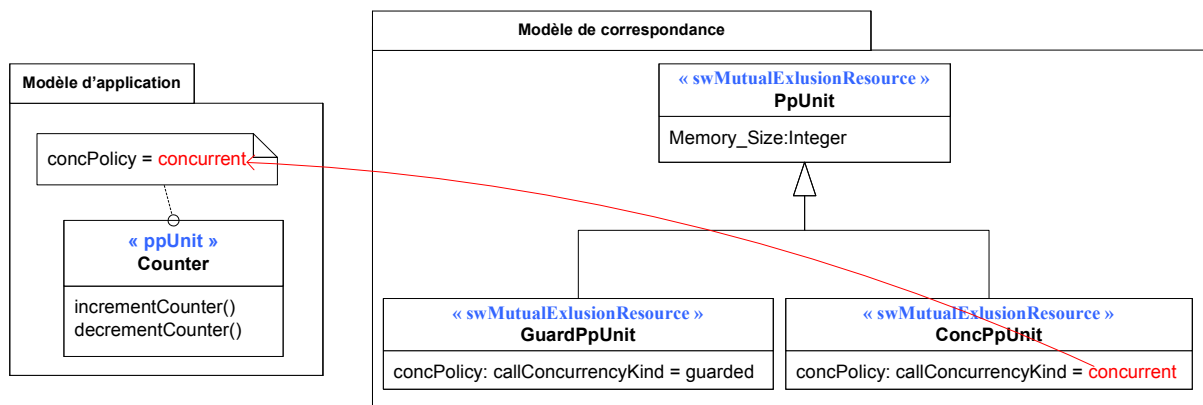 Modèle de correspondance
Modèle d'application
concPolicy = concurrent
« ppUnit »
Counter
incrementCounter()
decrementCounter()
« swMutualExlusionResource »
PpUnit
Memory_Size:Integer
« swMutualExlusionResource »
GuardPpUnit
concPolicy: callConcurrencyKind = guarded
« swMutualExlusionResource »
ConcPpUnit
concPolicy: callConcurrencyKind = concurrent